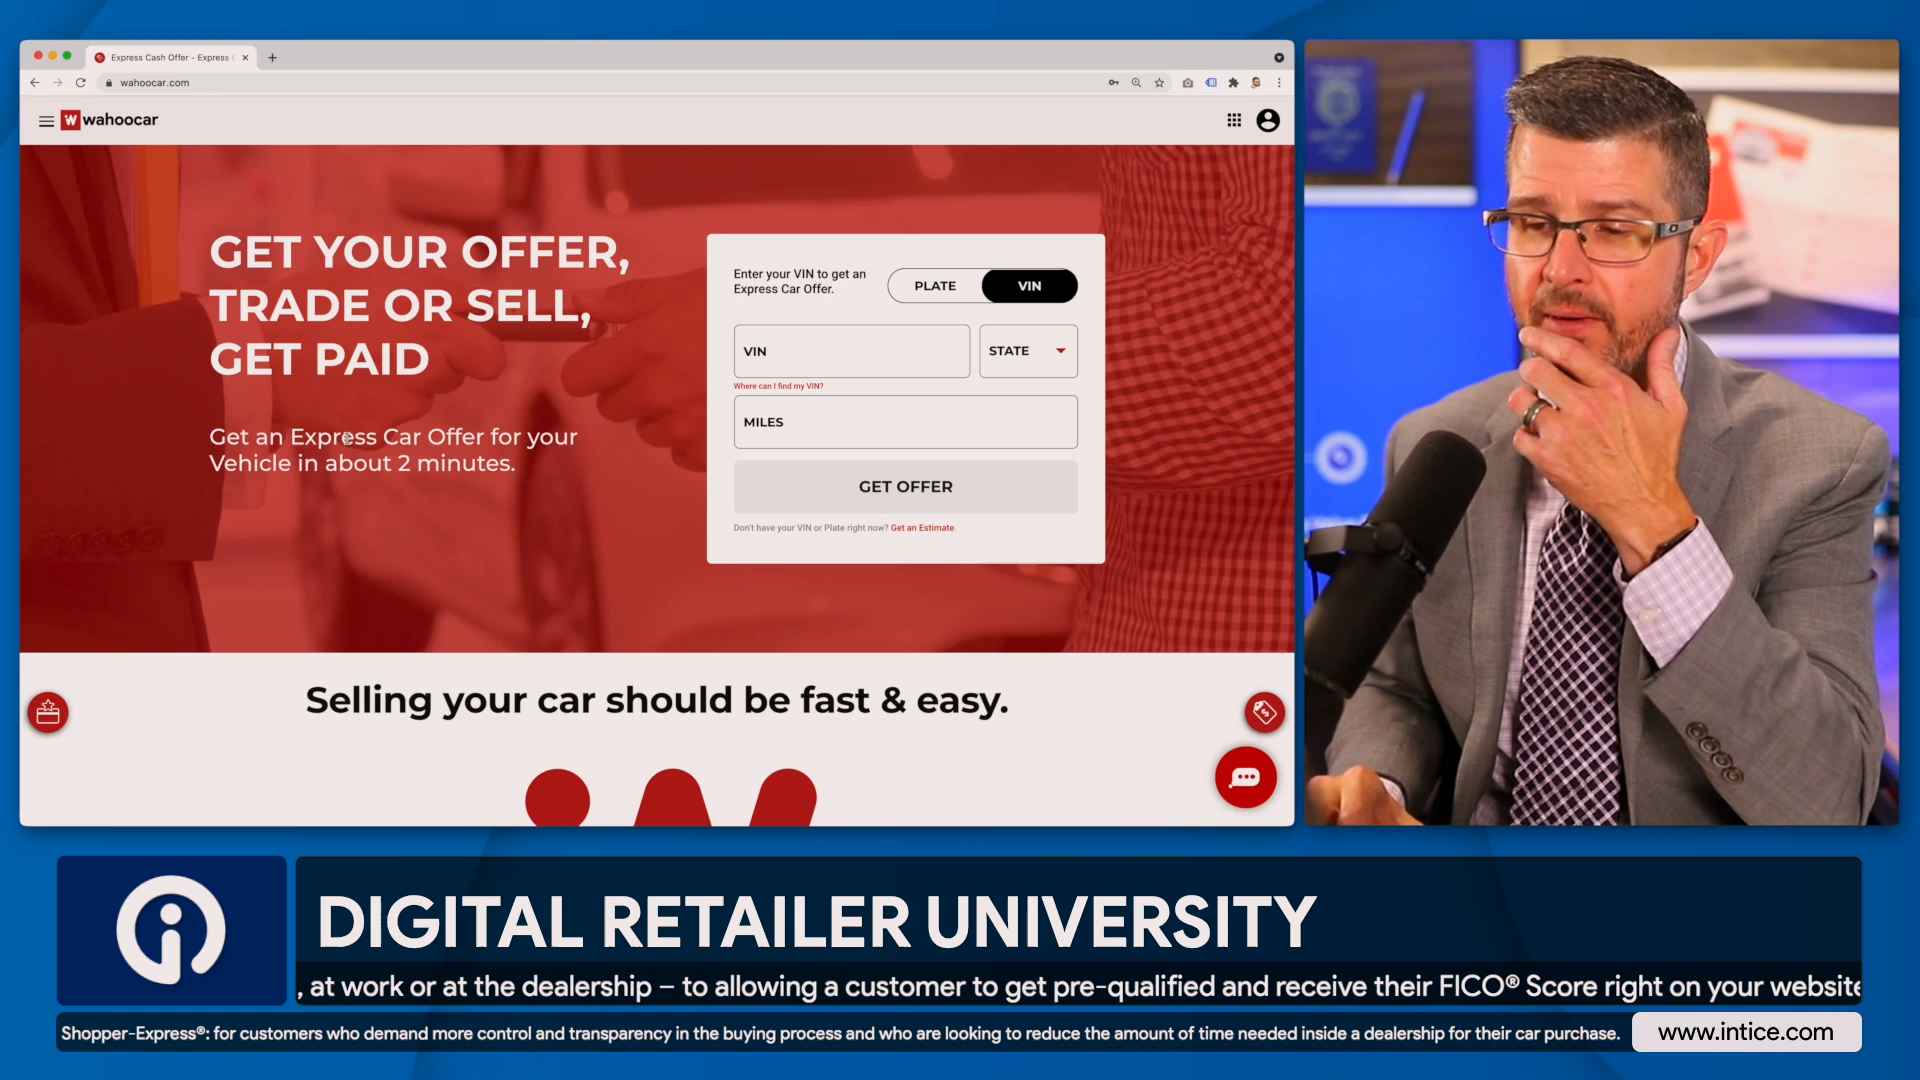 Express Cash Offer - Express
wahoocar.com
W wahoocar
GET YOUR OFFER,
TRADE OR SELL,
GET PAID
Get an Express Car Offer for your
Vehicle in about 2 minutes.
Enter your VIN to get an
Express Car Offer.
PLATE
VIN
VIN
STATE
Where can I find my VIN?
MILES
GET OFFER
Don't have your VIN or Plate right now? Get an Estimate.
Selling your car should be fast & easy.
DIGITAL RETAILER UNIVERSITY
, at work or at the dealership – to allowing a customer to get pre-qualified and receive their FICO® Score right on your website
Shopper-Express®: for customers who demand more control and transparency in the buying process and who are looking to reduce the amount of time needed inside a dealership for their car purchase.
www.intice.com